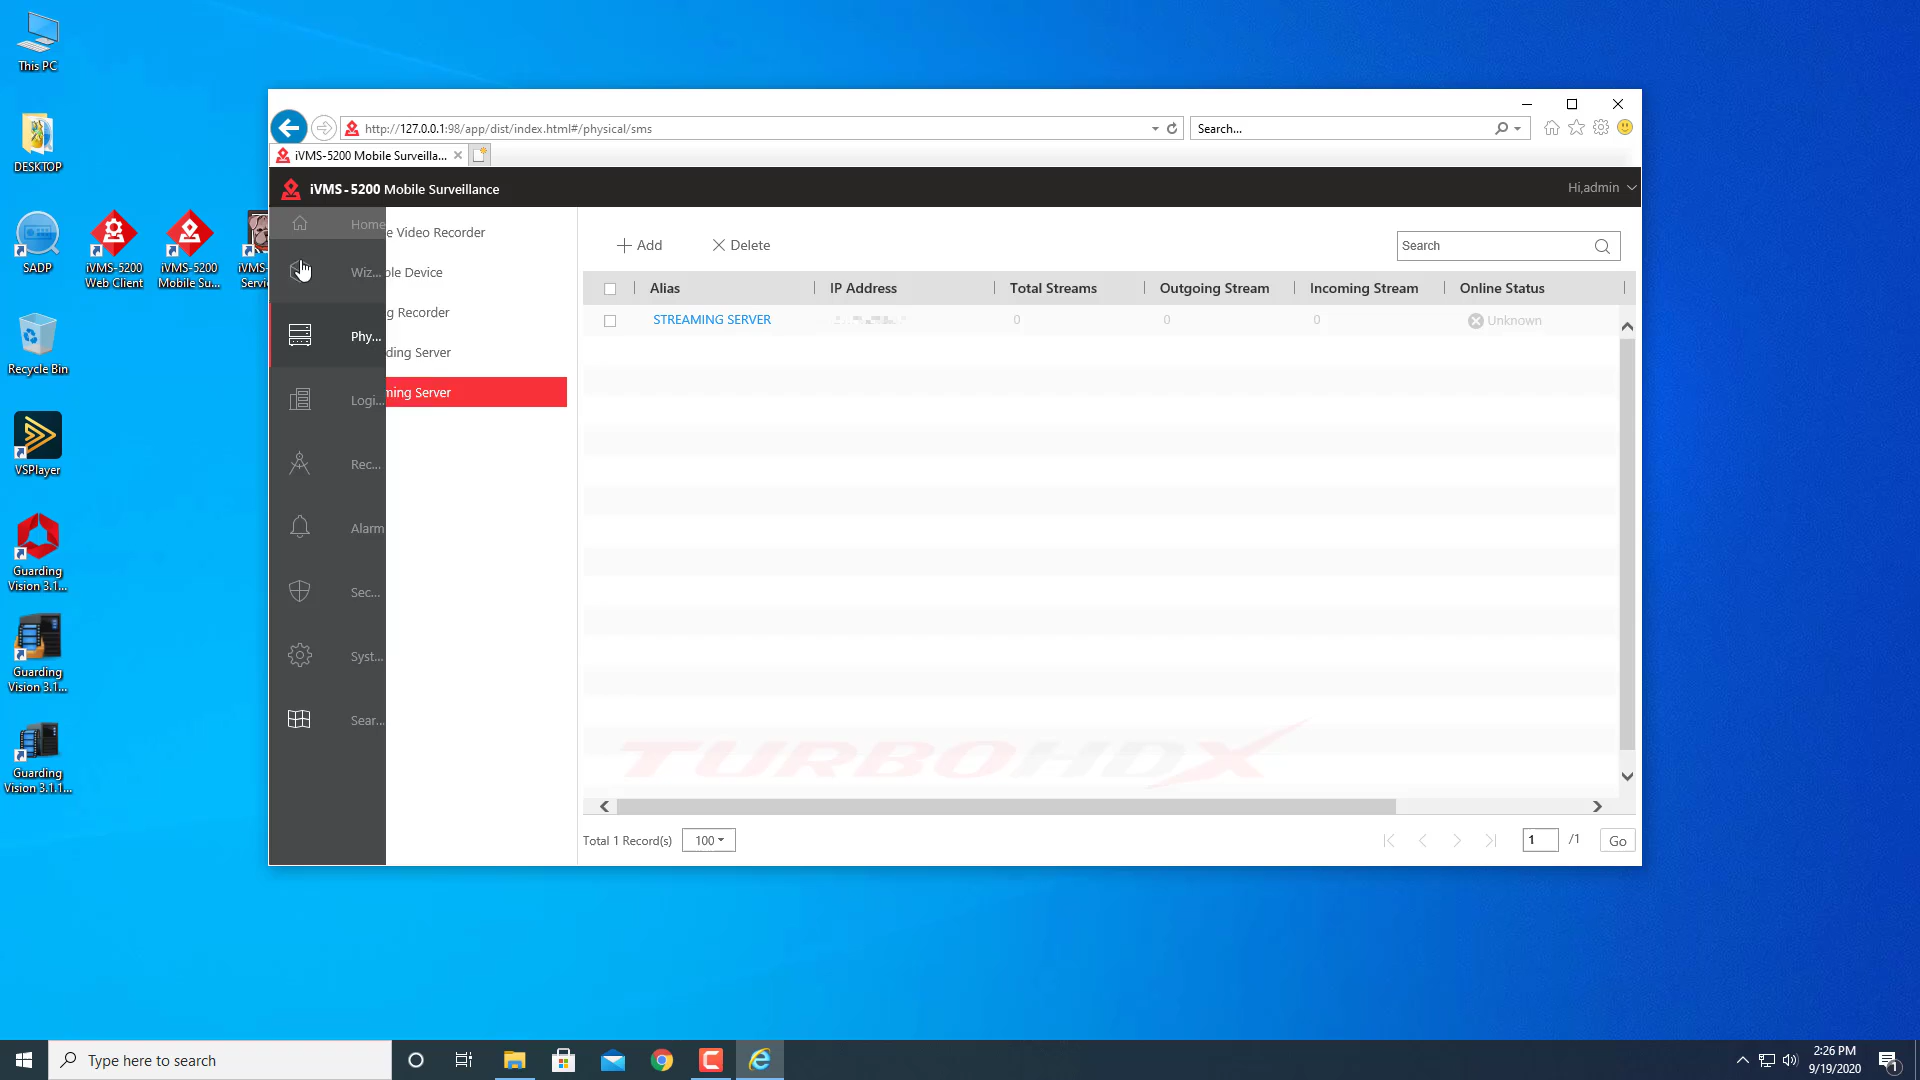 This PC
DESKTOP
SADP
iVMS-5200
Web Client
iVMS-5200
Mobile Su...
iVMS-
Servic
Recycle Bin
VSPlayer
Guarding
Vision 3.1...
Guarding
Vision 3.1...
Guarding
Vision 3.1.1...
http://127.0.0.1:98/app/dist/index.html#/physical/sms
Search...
iVMS-5200 Mobile Surveilla...
iVMS-5200 Mobile Surveillance
Hi,admin
Home
Wiz...
Phy...
Logi...
Rec...
Alarm
Sec...
Syst...
Sear...
e Video Recorder
ble Device
g Recorder
ding Server
ming Server
Add
Delete
Search
Alias
IP Address
Total Streams
Outgoing Stream
Incoming Stream
Online Status
STREAMING SERVER
0
0
0
Unknown
TURBOHDX
Total 1 Record(s)
100
1
/1
Go
Type here to search
2:26 PM
9/19/2020
1